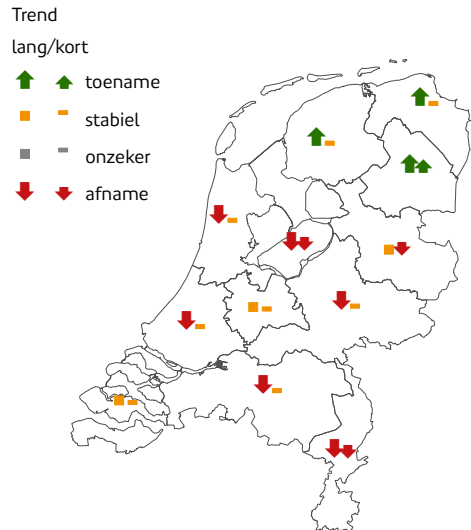 Trend
lang/kort
toename
stabiel
onzeker
afname